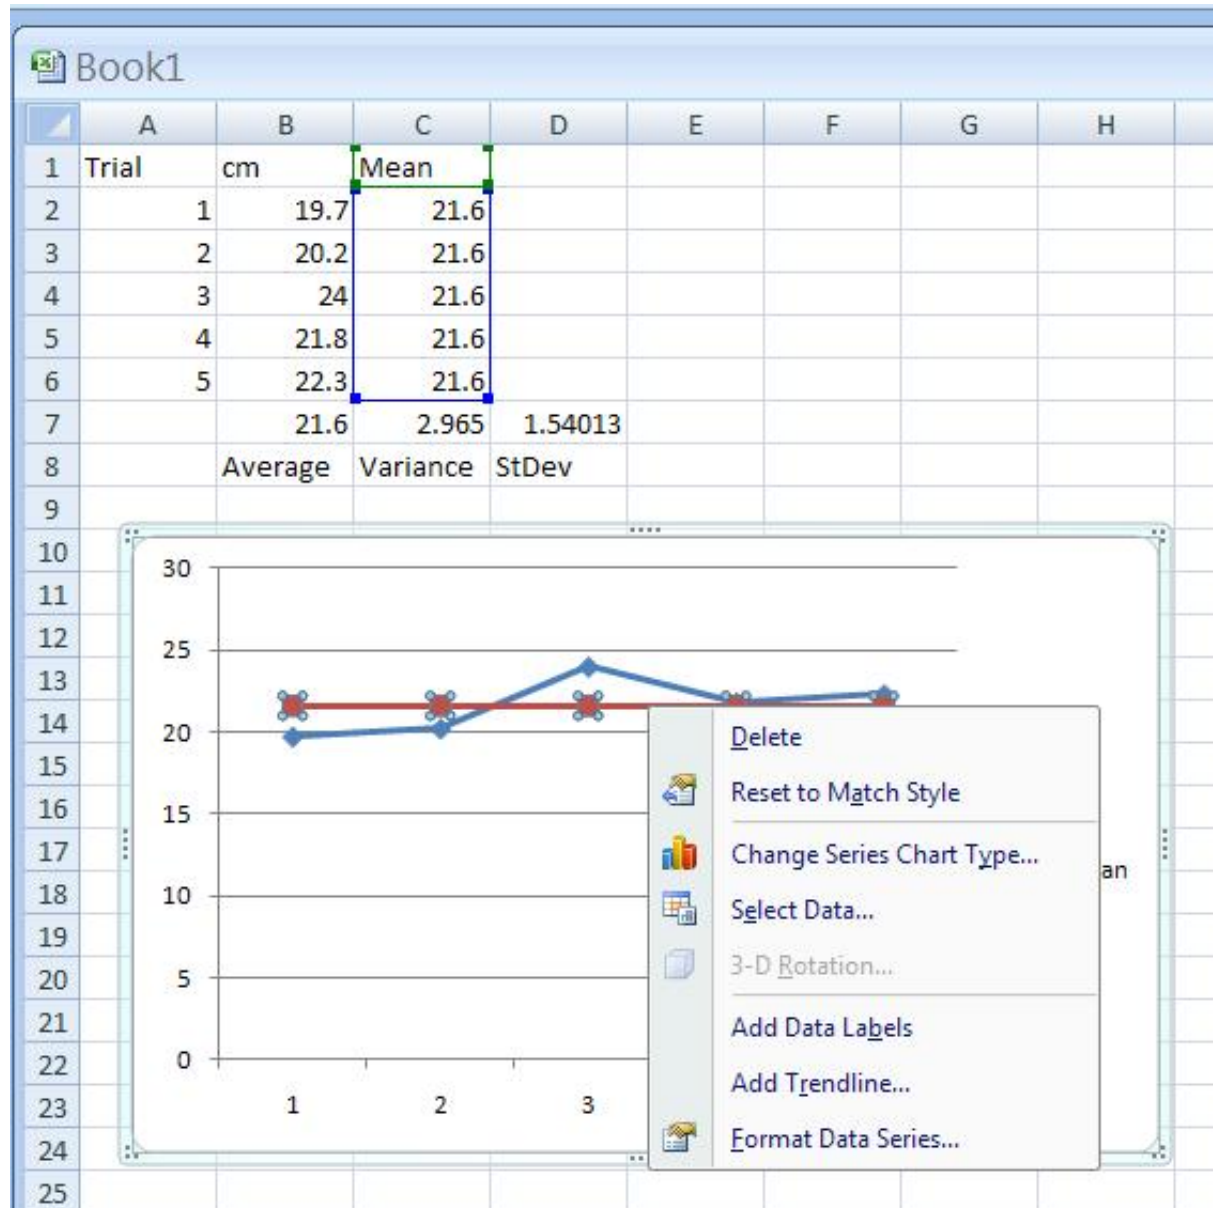 Book1
A B C D E F G H
1 Trial cm Mean
2 1 19.7 21.6
3 2 20.2 21.6
4 3 24 21.6
5 4 21.8 21.6
6 5 22.3 21.6
7 21.6 2.965 1.54013
8 Average Variance StDev
9
10
11
12
13
14
15
16
17
18
19
20
21
22
23
24
25
30
25
20
15
10
5
0
1 2 3
an
Delete
Reset to Match Style
Change Series Chart Type...
Select Data...
3-D Rotation...
Add Data Labels
Add Trendline...
Format Data Series...